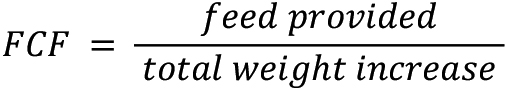 FCF = feed provided
total weight increase